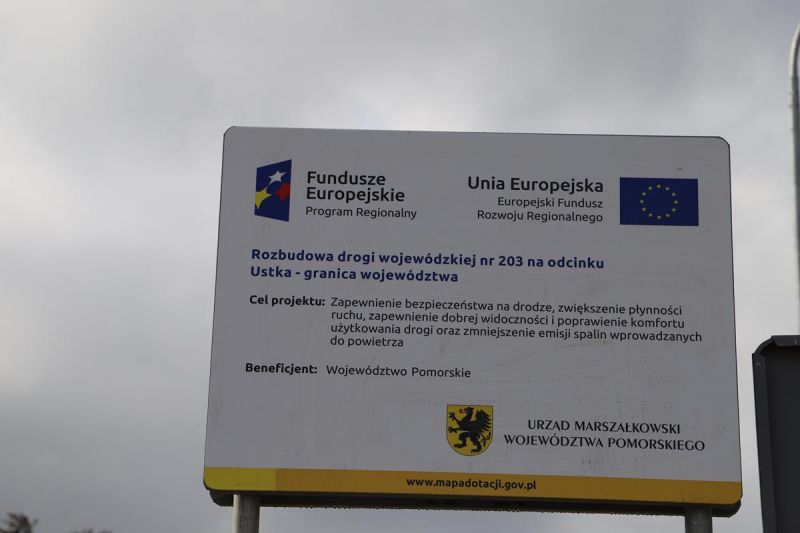 Fundusze
Europejskie
Program Regionalny
Unia Europejska
Europejski Fundusz
Rozwoju Regionalnego
Rozbudowa drogi wojewódzkiej nr 203 na odcinku
Ustka - granica województwa
Cel projektu: Zapewnienie bezpieczeństwa na drodze, zwiększenie płynności
ruchu, zapewnienie dobrej widoczności i poprawienie komfortu
użytkowania drogi oraz zmniejszenie emisji spalin wprowadzanych
do powietrza
Beneficjent: Województwo Pomorskie
URZĄD MARSZAŁKOWSKI
WOJEWÓDZTWA POMORSKIEGO
www.mapadotacji.gov.pl